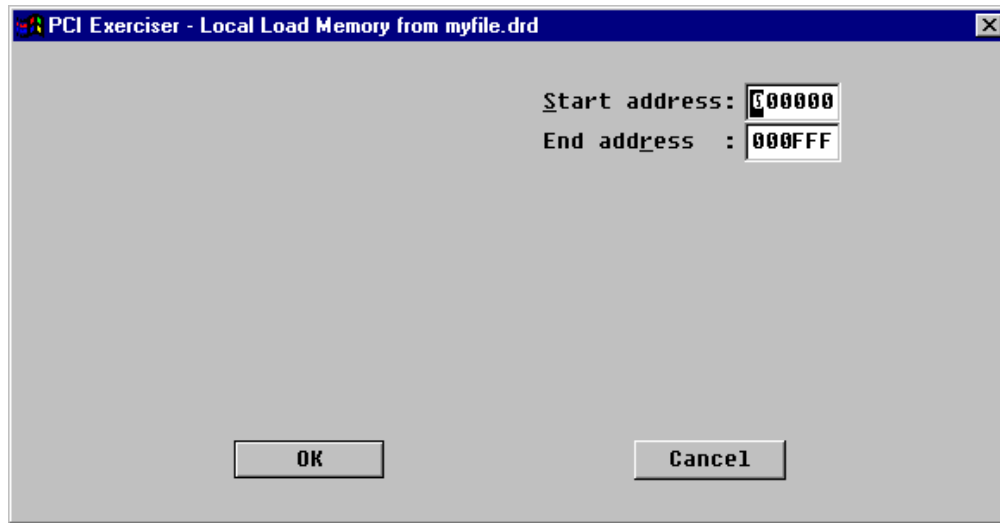 PCI Exerciser - Local Load Memory from myfile.drd
Start address: 000000
End address : 000FFF
OK
Cancel